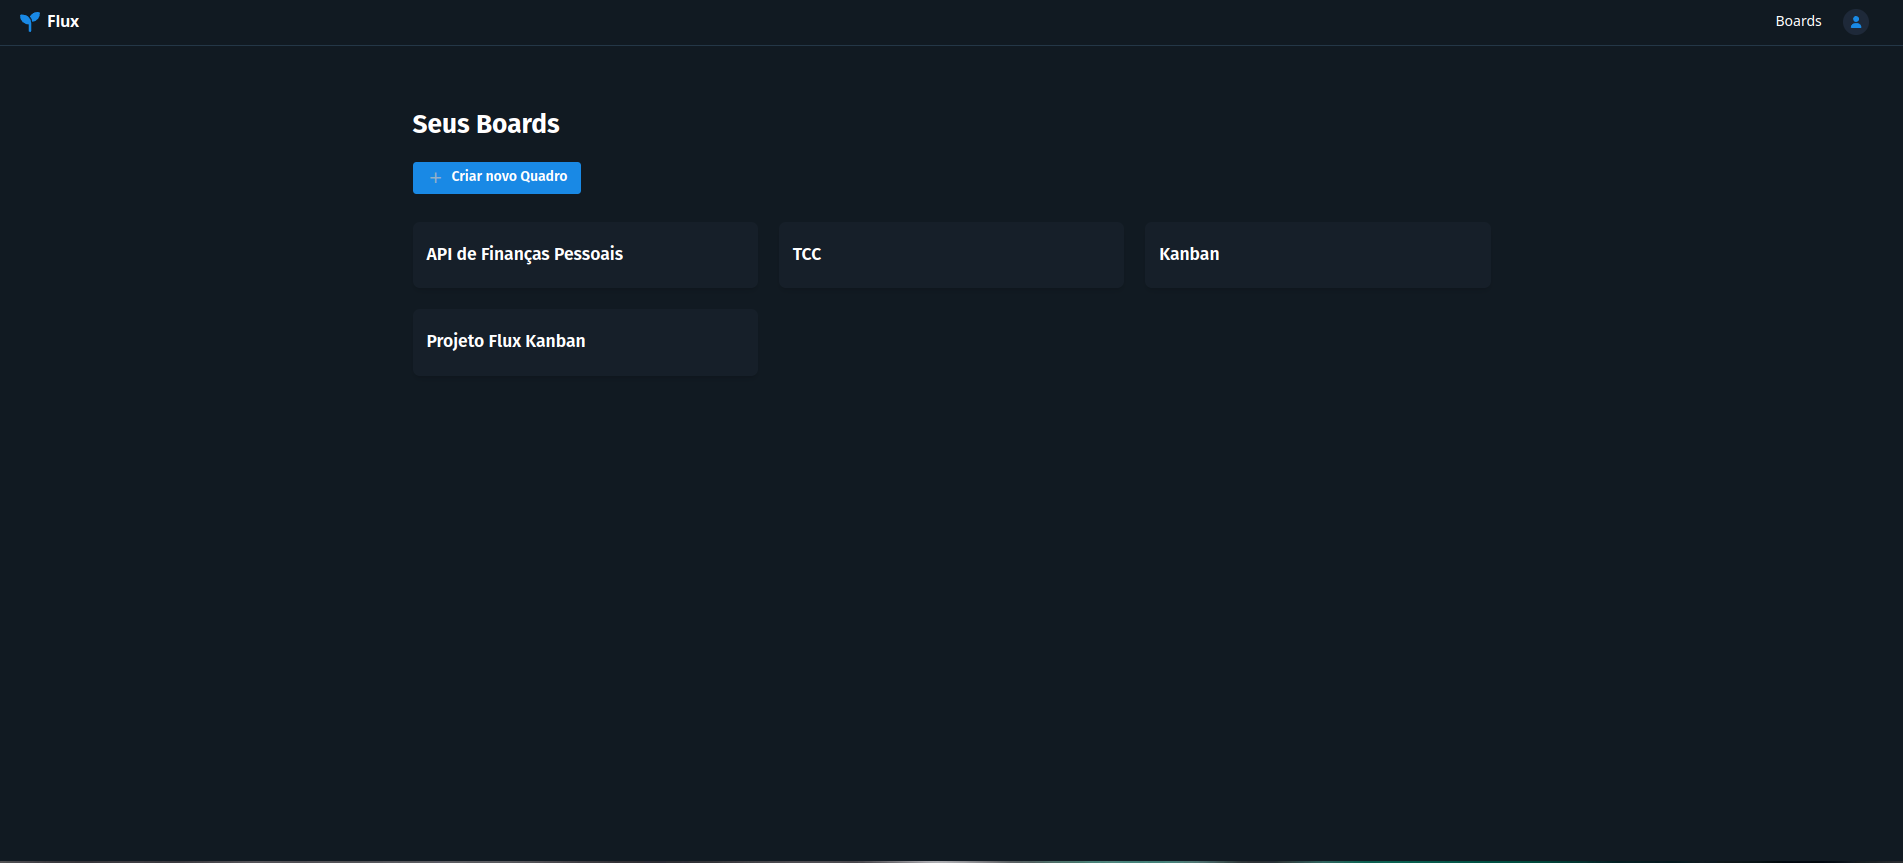 Flux
Boards
Seus Boards
Criar novo Quadro
API de Finanças Pessoais
TCC
Kanban
Projeto Flux Kanban